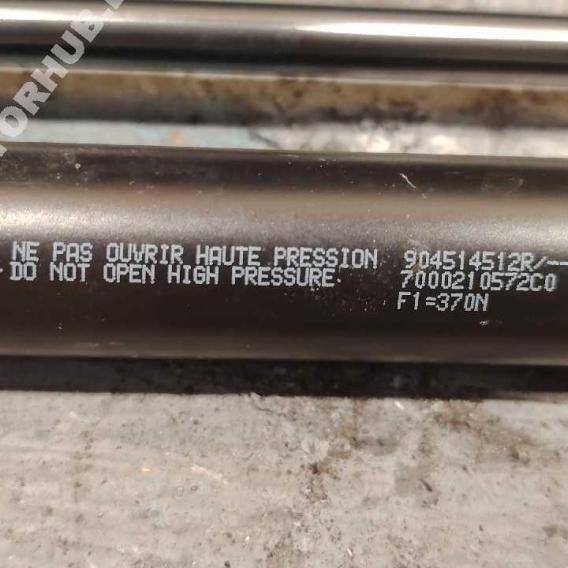 NE PAS OUVRIR HAUTE PRESSION 904514512R/--
DO NOT OPEN HIGH PRESSURE. 7000210572C0
F1=370N